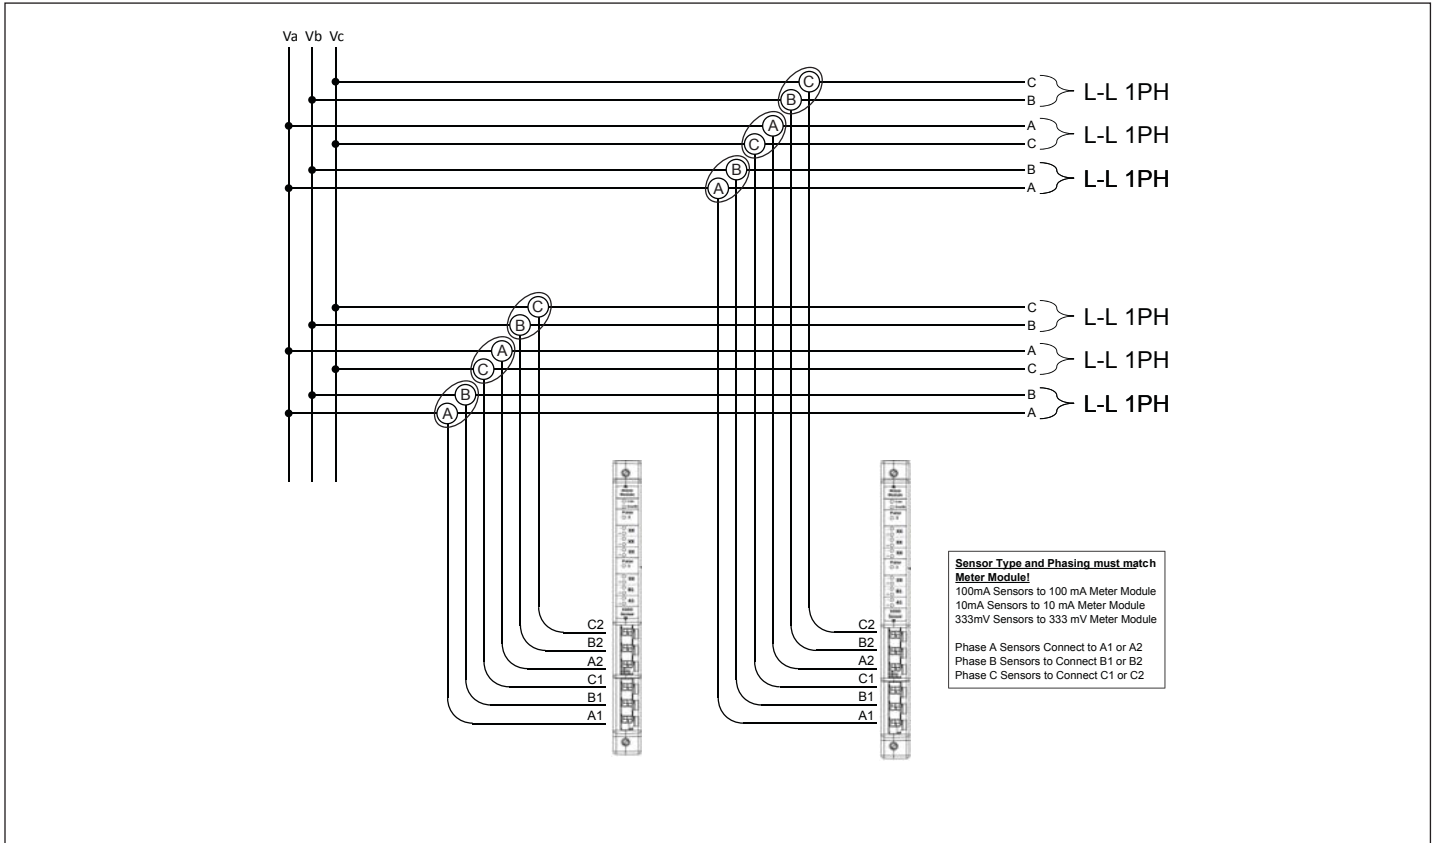 Va Vb Vc
C
C
B
B
L-L 1PH
A
A
C
C
L-L 1PH
B
B
A
A
L-L 1PH
C
C
B
B
L-L 1PH
A
A
C
C
L-L 1PH
B
B
A
A
L-L 1PH
C2
B2
A2
C1
B1
A1
C2
B2
A2
C1
B1
A1
Sensor Type and Phasing must match
Meter Module!
100mA Sensors to 100 mA Meter Module
10mA Sensors to 10 mA Meter Module
333mV Sensors to 333 mV Meter Module
Phase A Sensors Connect to A1 or A2
Phase B Sensors to Connect B1 or B2
Phase C Sensors to Connect C1 or C2